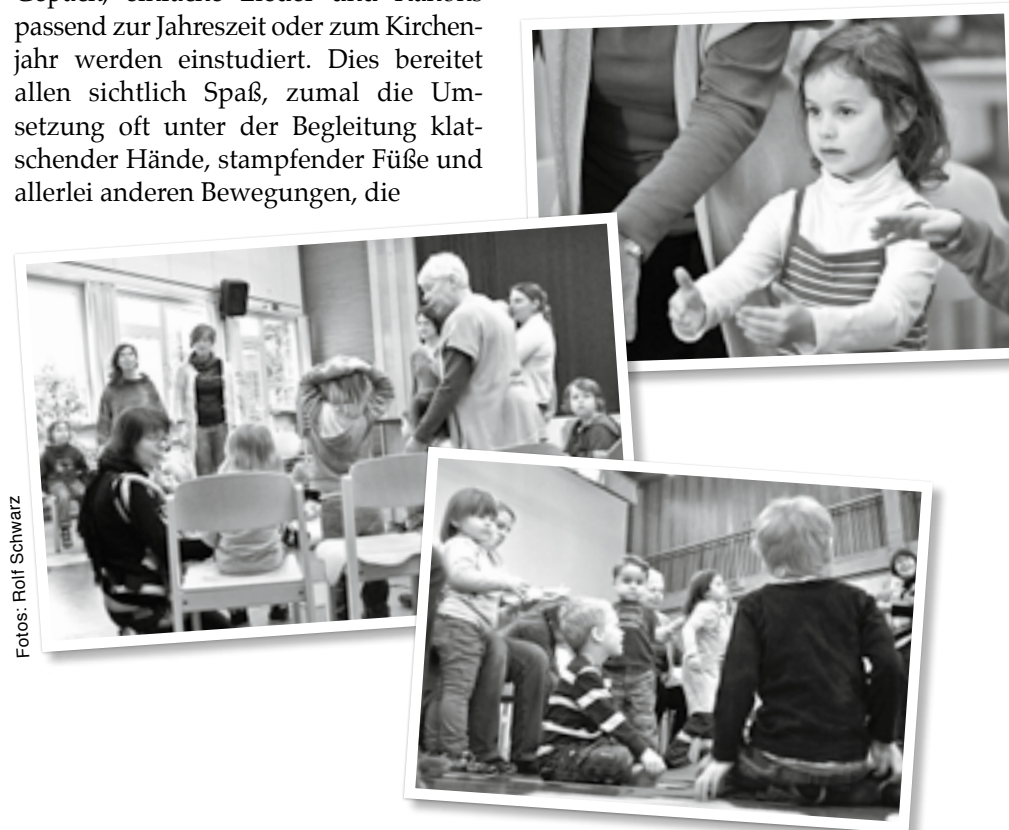 Gepäck, einfache Lieder und Kanons
passend zur Jahreszeit oder zum Kirchen-
jahr werden einstudiert. Dies bereitet
allen sichtlich Spaß, zumal die Um-
setzung oft unter der Begleitung klat-
schender Hände, stampfender Füße und
allerlei anderen Bewegungen, die
Fotos: Rolf Schwarz